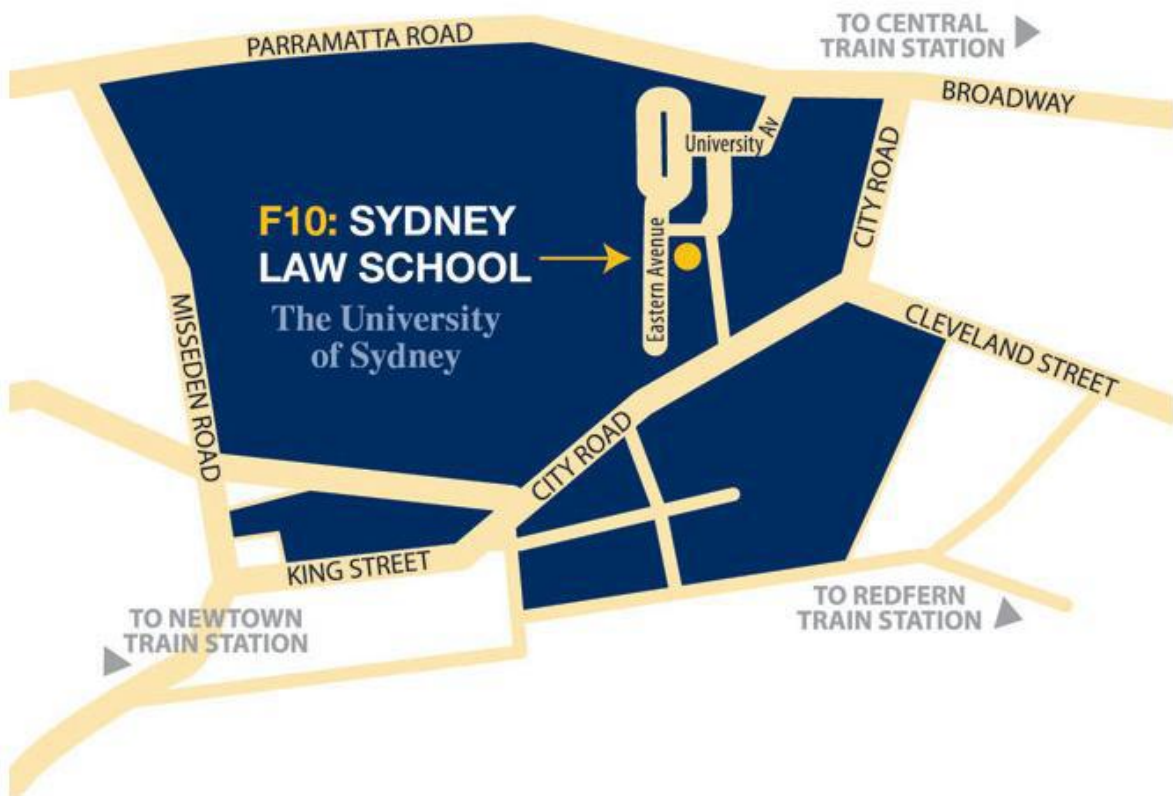 TO CENTRAL
TRAIN STATION
PARRAMATTA ROAD
BROADWAY
University Av
CITY ROAD
F10: SYDNEY
LAW SCHOOL
The University
of Sydney
Eastern Avenue
MISSEDEN ROAD
CLEVELAND STREET
CITY ROAD
KING STREET
TO NEWTOWN
TRAIN STATION
TO REDFERN
TRAIN STATION